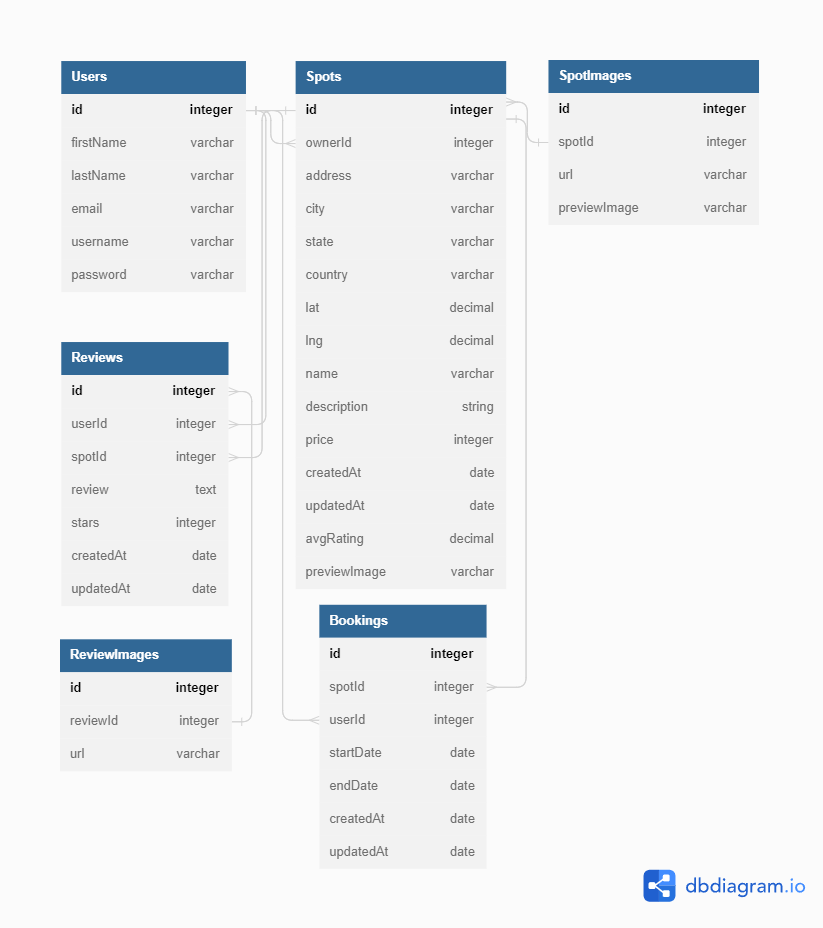 Users
id integer
firstName varchar
lastName varchar
email varchar
username varchar
password varchar
Spots
id integer
ownerId integer
address varchar
city varchar
state varchar
country varchar
lat decimal
lng decimal
name varchar
description string
price integer
createdAt date
updatedAt date
avgRating decimal
previewImage varchar
SpotImages
id integer
spotId integer
url varchar
previewImage varchar
Reviews
id integer
userId integer
spotId integer
review text
stars integer
createdAt date
updatedAt date
ReviewImages
id integer
reviewId integer
url varchar
Bookings
id integer
spotId integer
userId integer
startDate date
endDate date
createdAt date
updatedAt date
dbdiagram.io